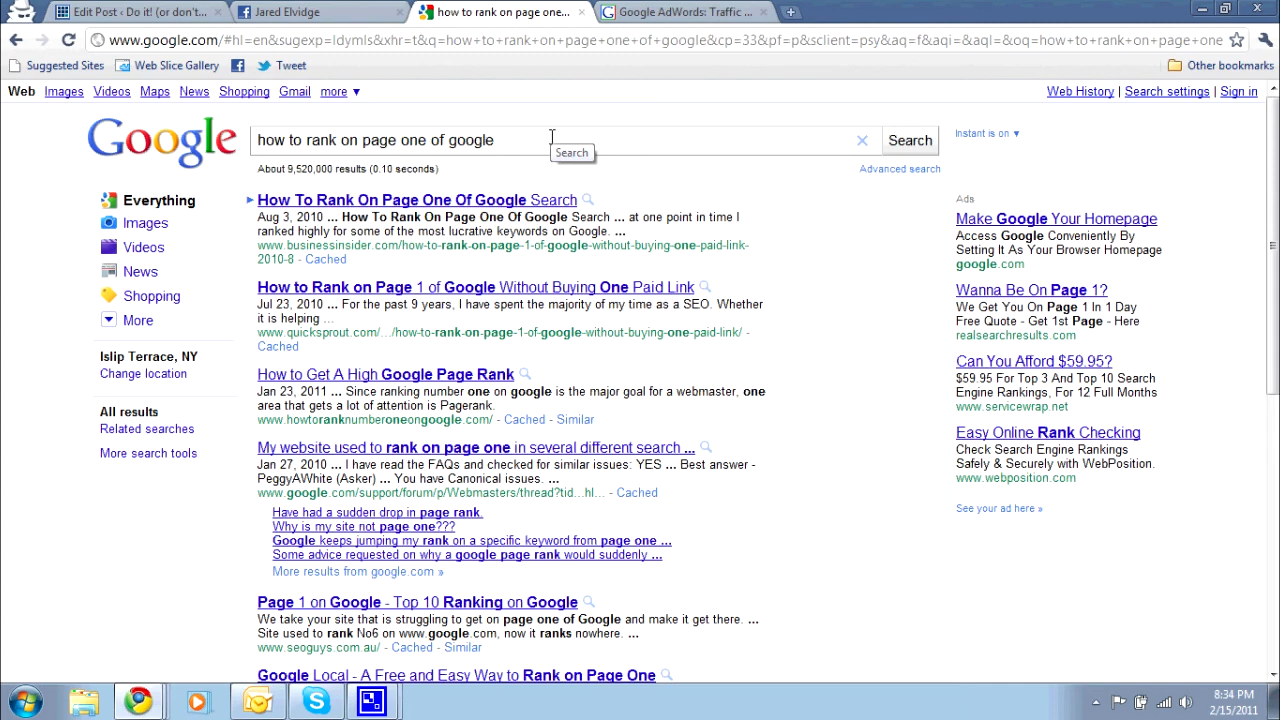 Edit Post ‹ Do it! (or don't...
Jared Elvidge
how to rank on page one...
Google AdWords: Traffic ...
www.google.com/#hl=en&sugexp=ldymls&xhr=t&q=how+to+rank+on+page+one+of+google&cp=33&pf=p&sclient=psy&aq=f&aqi=&aql=&oq=how+to+rank+on+page+one
Suggested Sites
Web Slice Gallery
Tweet
Other bookmarks
Web Images Videos Maps News Shopping Gmail more ▼
Web History | Search settings | Sign in
Google
how to rank on page one of google
Search
Search
Instant is on ▼
About 9,520,000 results (0.10 seconds)
Advanced search
Everything
Images
Videos
News
Shopping
More
Islip Terrace, NY
Change location
All results
Related searches
More search tools
How To Rank On Page One Of Google Search
Aug 3, 2010 ... How To Rank On Page One Of Google Search ... at one point in time I
ranked highly for some of the most lucrative keywords on Google. ...
www.businessinsider.com/how-to-rank-on-page-1-of-google-without-buying-one-paid-link-
2010-8 - Cached
How to Rank on Page 1 of Google Without Buying One Paid Link
Jul 23, 2010 ... For the past 9 years, I have spent the majority of my time as a SEO. Whether
it is helping ...
www.quicksprout.com/.../how-to-rank-on-page-1-of-google-without-buying-one-paid-link/ -
Cached
How to Get A High Google Page Rank
Jan 23, 2011 ... Since ranking number one on google is the major goal for a webmaster, one
area that gets a lot of attention is Pagerank.
www.howtoranknumberoneongoogle.com/ - Cached - Similar
My website used to rank on page one in several different search ...
Jan 27, 2010 ... I have read the FAQs and checked for similar issues: YES ... Best answer -
PeggyAWhite (Asker) ... You have Canonical issues. ...
www.google.com/support/forum/p/Webmasters/thread?tid...hl... - Cached
Have had a sudden drop in page rank.
Why is my site not page one???
Google keeps jumping my rank on a specific keyword from page one ...
Some advice requested on why a google page rank would suddenly ...
More results from google.com »
Page 1 on Google - Top 10 Ranking on Google
We take your site that is struggling to get on page one of Google and make it get there. ...
Site used to rank No6 on www.google.com, now it ranks nowhere. ...
www.seoguys.com.au/ - Cached - Similar
Google Local - A Free and Easy Way to Rank on Page One
Ads
Make Google Your Homepage
Access Google Conveniently By
Setting It As Your Browser Homepage
google.com
Wanna Be On Page 1?
We Get You On Page 1 In 1 Day
Free Quote - Get 1st Page - Here
realsearchresults.com
Can You Afford $59.95?
$59.95 For Top 3 And Top 10 Search
Engine Rankings, For 12 Full Months
www.servicewrap.net
Easy Online Rank Checking
Check Search Engine Rankings
Safely & Securely with WebPosition.
www.webposition.com
See your ad here »
8:34 PM
2/15/2011